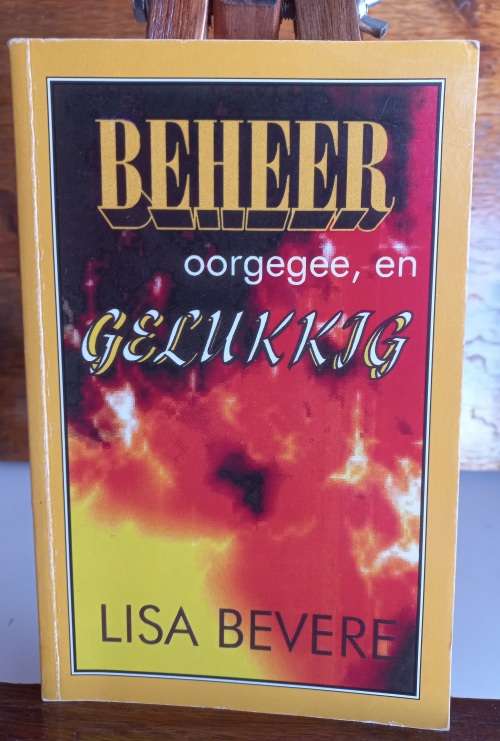 BEHEER
oorgegee, en
GELUKKIG
LISA BEVERE